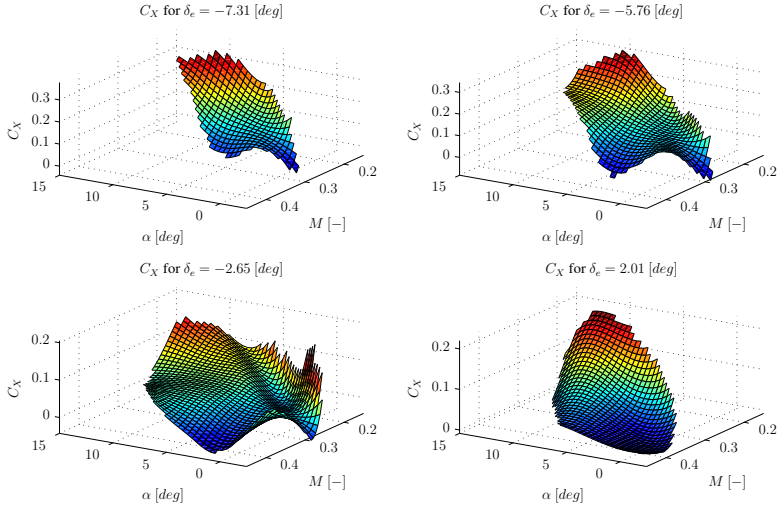 C_X for δ_e = −7.31 [deg]
0.3
0.2
0.1
0
C_X
15
10
5
0
α [deg]
0.4
0.3
0.2
M [−]
C_X for δ_e = −5.76 [deg]
0.3
0.2
0.1
0
C_X
15
10
5
0
α [deg]
0.4
0.3
0.2
M [−]
C_X for δ_e = −2.65 [deg]
0.2
0.1
0
C_X
15
10
5
0
α [deg]
0.4
0.3
0.2
M [−]
C_X for δ_e = 2.01 [deg]
0.2
0.1
0
C_X
15
10
5
0
α [deg]
0.4
0.3
0.2
M [−]